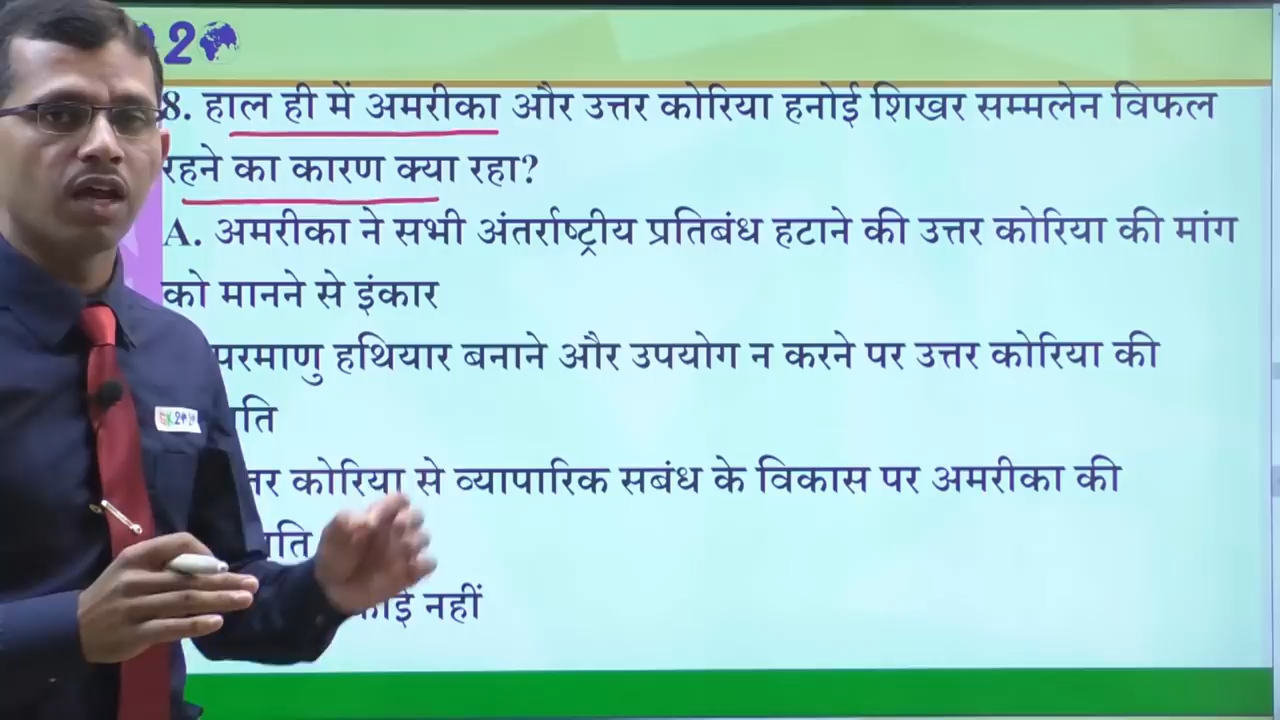 2
8. हाल ही में अमरीका और उत्तर कोरिया हनोई शिखर सम्मलेन विफल
रहने का कारण क्या रहा?
A. अमरीका ने सभी अंतर्राष्ट्रीय प्रतिबंध हटाने की उत्तर कोरिया की मांग
को मानने से इंकार
परमाणु हथियार बनाने और उपयोग न करने पर उत्तर कोरिया की
कोरिया से व्यापारिक सबंध के विकास पर अमरीका की
नहीं